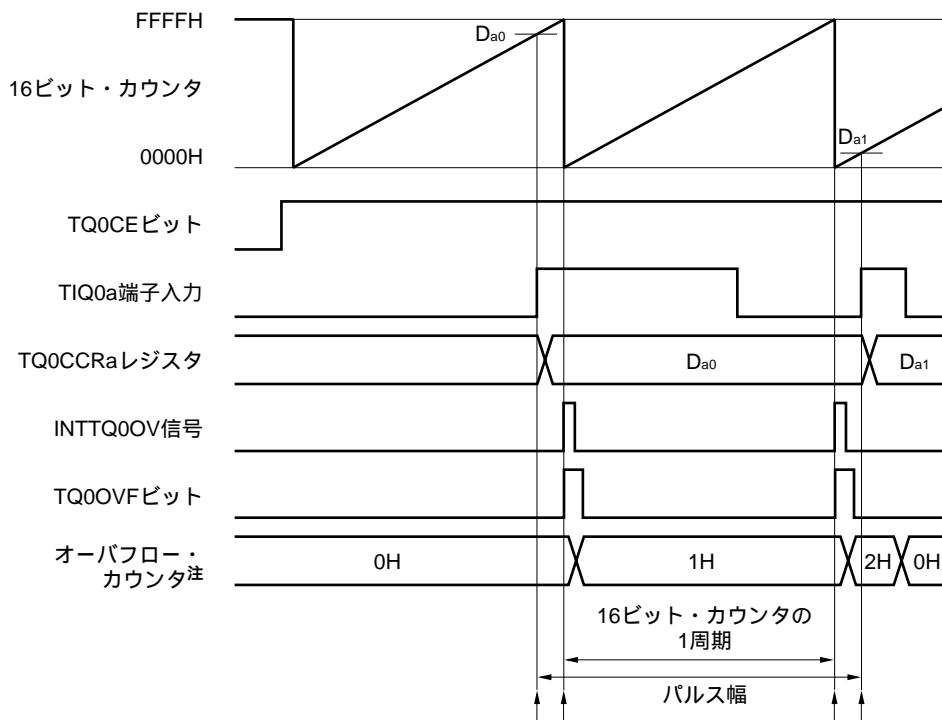 FFFFH
Da0
16ビット・カウンタ
Da1
0000H
TQ0CEビット
TIQ0a端子入力
TQ0CCRaレジスタ
Da0
Da1
INTTQ0OV信号
TQ0OVFビット
オーバフロー・
カウンタ注
0H
1H
2H
0H
16ビット・カウンタの
1周期
パルス幅